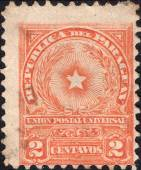 REPUBLICA DEL PARAGUAY
UNION POSTAL UNIVERSAL
2 CENTAVOS 2